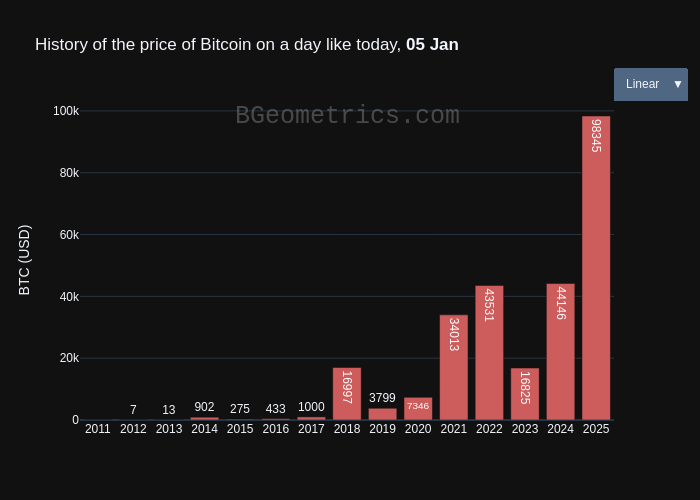 History of the price of Bitcoin on a day like today, 05 Jan
Linear ▼
BGeometrics.com
BTC (USD)
100k
80k
60k
40k
20k
0
7
13
902
275
433
1000
16997
3799
7346
34013
43531
16825
44146
98345
2011 2012 2013 2014 2015 2016 2017 2018 2019 2020 2021 2022 2023 2024 2025